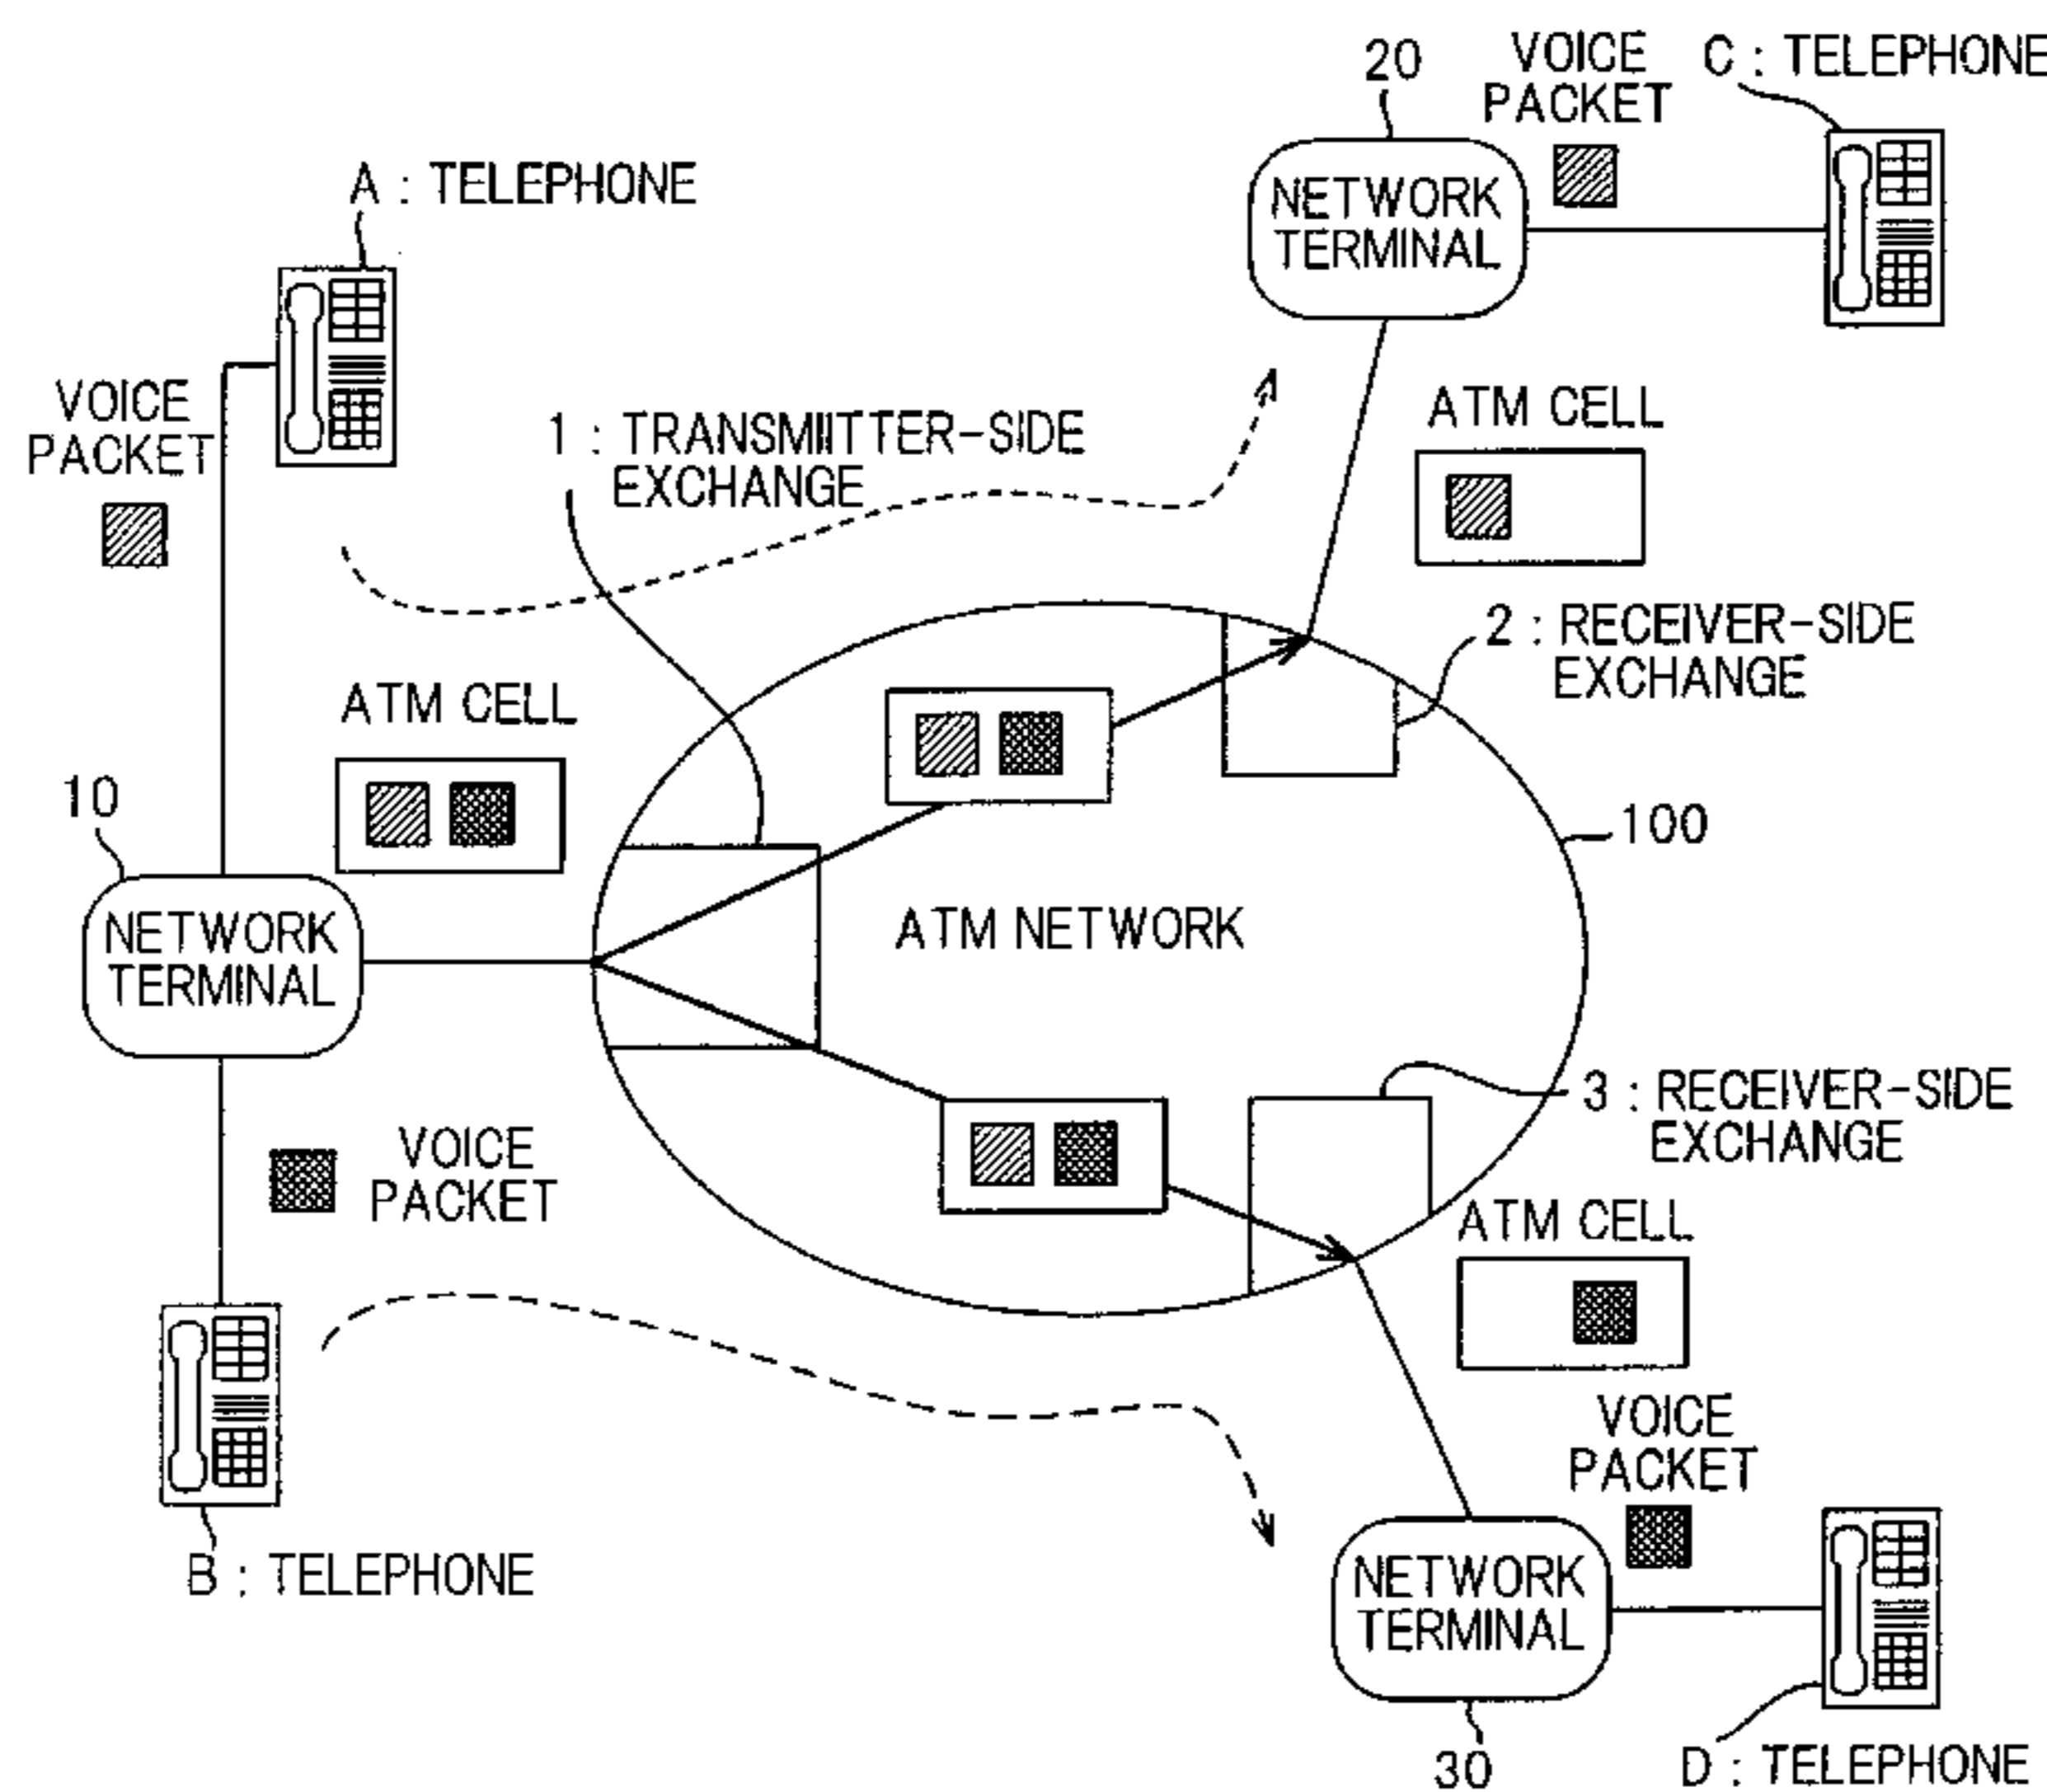 20
VOICE
PACKET
C : TELEPHONE
NETWORK
TERMINAL
A : TELEPHONE
VOICE
PACKET
1 : TRANSMIITTER-SIDE
EXCHANGE
ATM CELL
2 : RECEIVER-SIDE
EXCHANGE
ATM CELL
10
100
NETWORK
TERMINAL
ATM NETWORK
3 : RECEIVER-SIDE
EXCHANGE
VOICE
PACKET
ATM CELL
VOICE
PACKET
B : TELEPHONE
NETWORK
TERMINAL
30
D : TELEPHONE